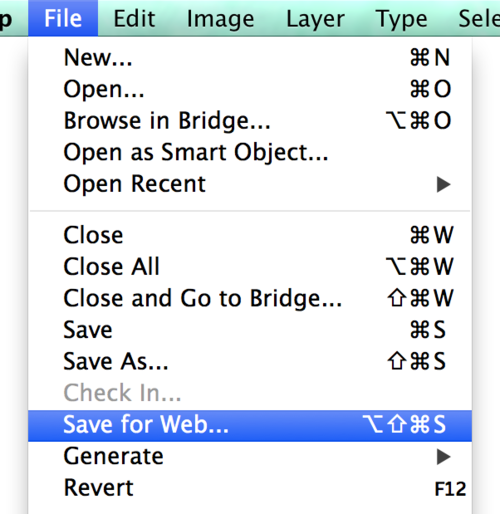 p File Edit Image Layer Type Sele
New... ⌘N
Open... ⌘O
Browse in Bridge... ⌥⌘O
Open as Smart Object...
Open Recent ▶
Close ⌘W
Close All ⌥⌘W
Close and Go to Bridge... ⇧⌘W
Save ⌘S
Save As... ⇧⌘S
Check In...
Save for Web... ⌥⇧⌘S
Generate ▶
Revert F12